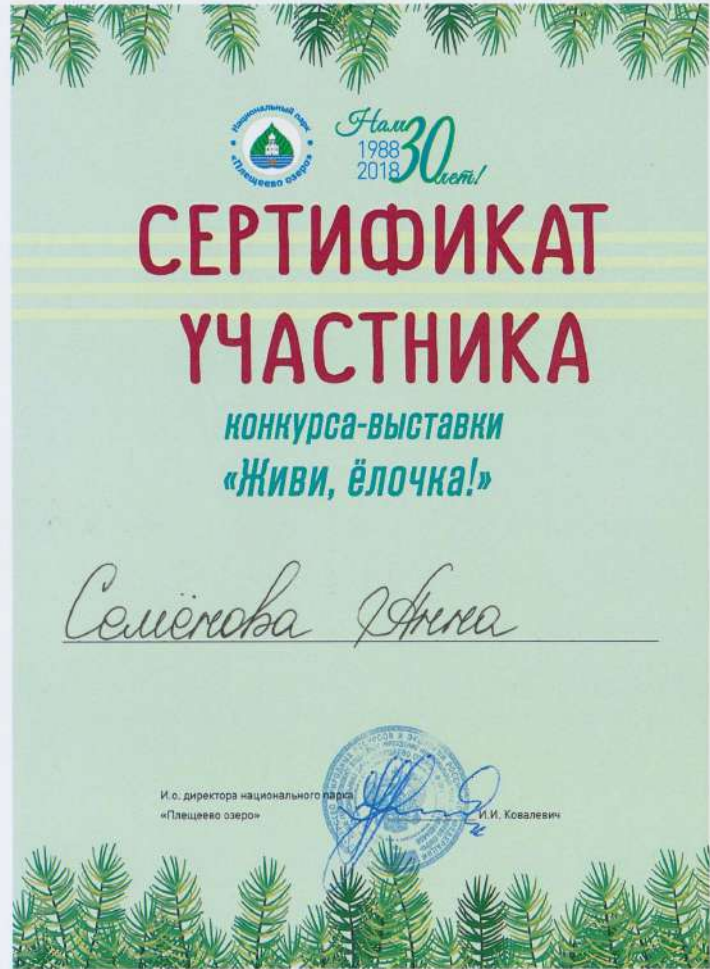 Национальный парк
«Плещеево озеро»
Нам 30 лет!
1988
2018
СЕРТИФИКАТ
УЧАСТНИКА
конкурса-выставки
«Живи, ёлочка!»
Семёнова Анна
И.о. директора национального парка
«Плещеево озеро»
И.И. Ковалевич